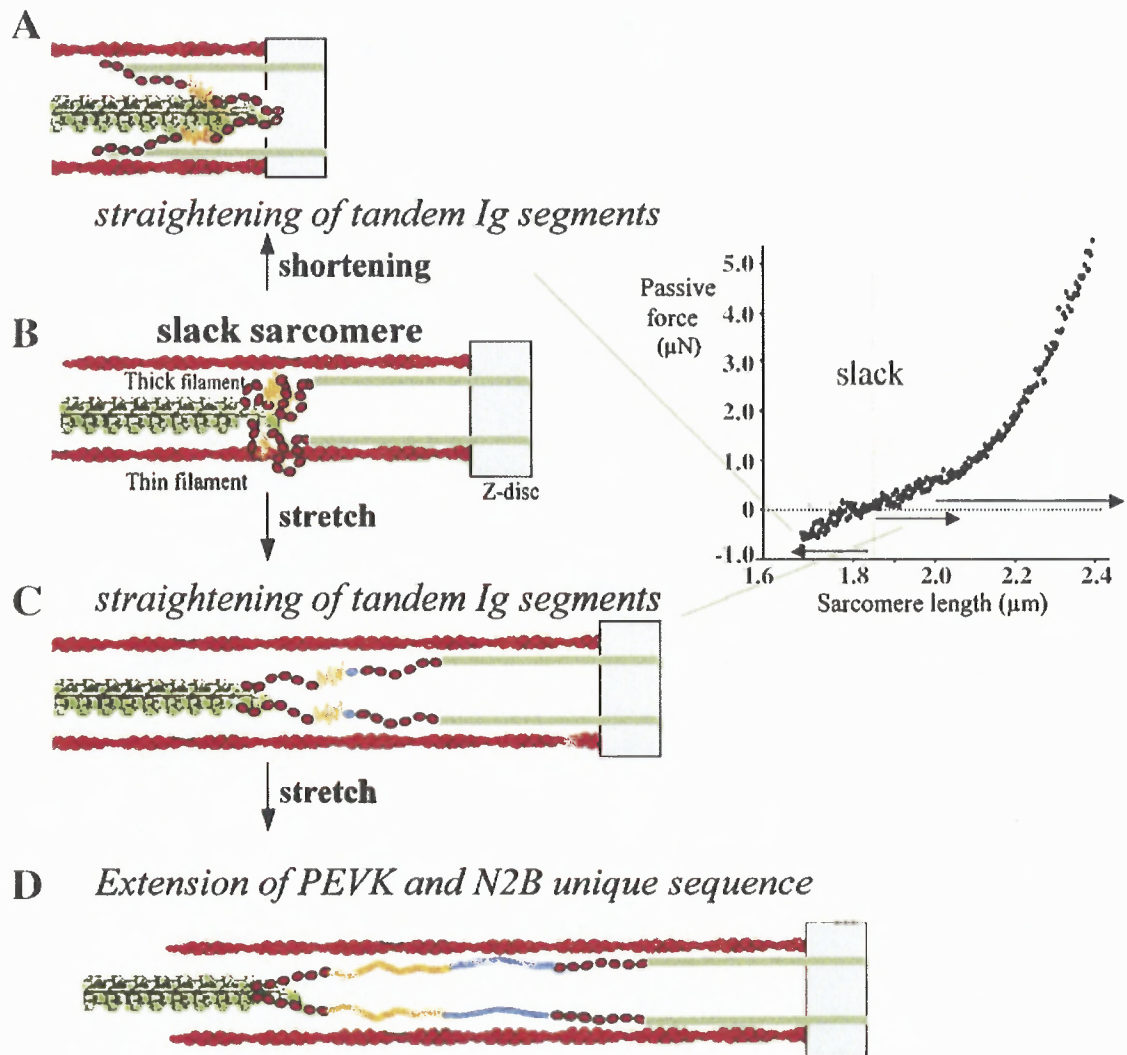 A
straightening of tandem Ig segments
shortening
B
slack sarcomere
Thick filament
Thin filament
Z-disc
stretch
C
straightening of tandem Ig segments
stretch
D
Extension of PEVK and N2B unique sequence
Passive
force
(µN)
5.0
4.0
3.0
2.0
1.0
0
-1.0
slack
1.6 1.8 2.0 2.2 2.4
Sarcomere length (µm)